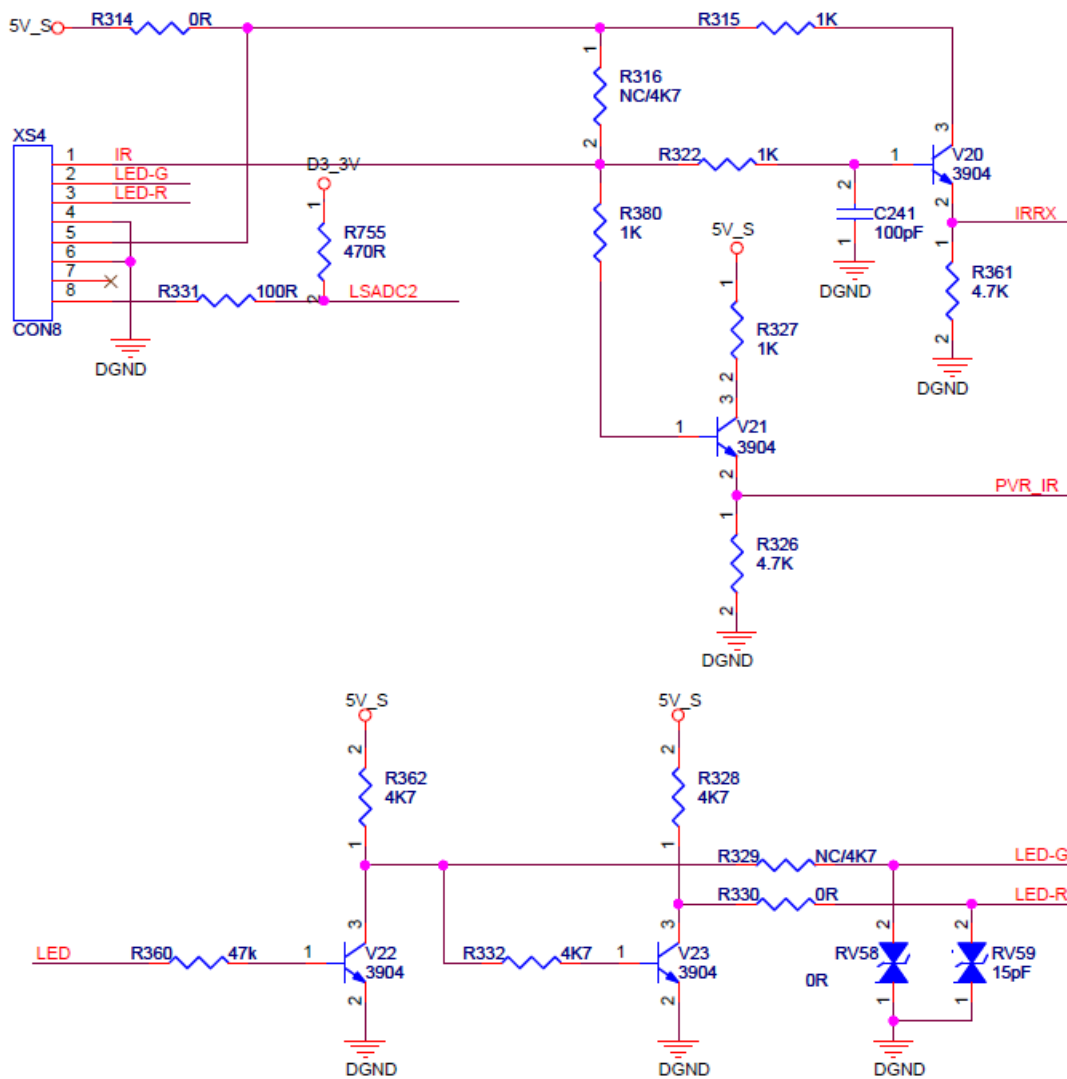 5V_S R314 0R R315 1K
1
R316
NC/4K7
2
XS4
1 IR
2 LED-G
3 LED-R
4
5
6
7
8
CON8
D3_3V
1
R755
470R
2
R331 100R LSADC2
DGND
R322 1K
1 3
V20
3904
2
IRRX
2
C241
100pF
1
DGND
1
R361
4.7K
2
DGND
R380
1K
5V_S
1
R327
1K
2
3
1 V21
3904
2
PVR_IR
1
R326
4.7K
2
DGND
5V_S
2
R362
4K7
1
5V_S
2
R328
4K7
1
R329 NC/4K7 LED-G
R330 0R LED-R
LED R360 47k 1
3
V22
3904
2
DGND
R332 4K7 1
3
V23
3904
2
DGND
2
RV58
0R
1
2
RV59
15pF
1
DGND